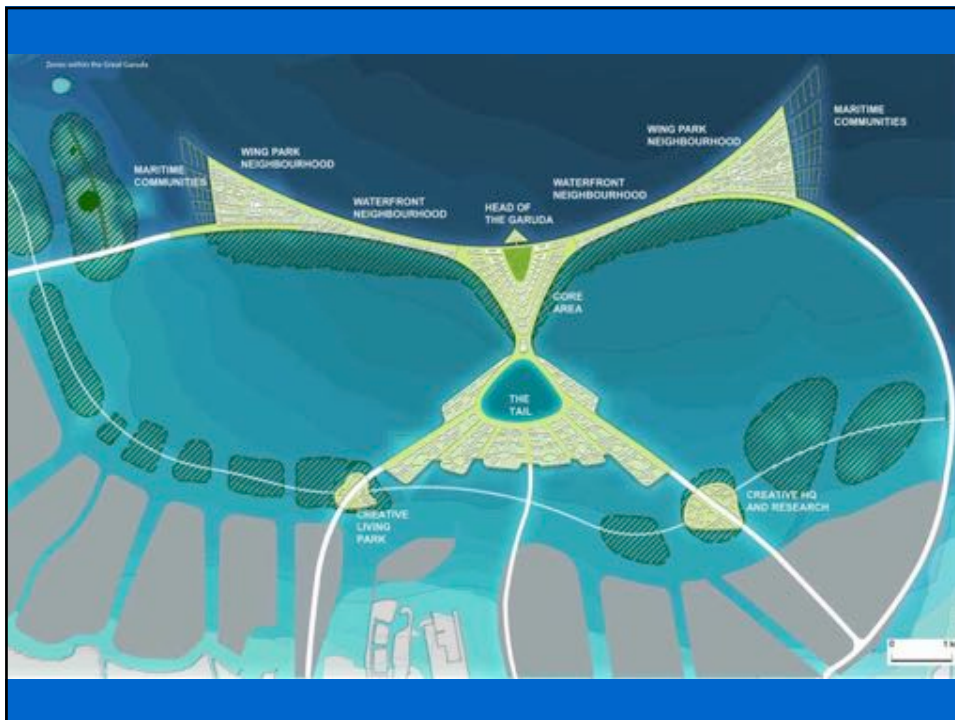 Zones within the Great Garuda
MARITIME
COMMUNITIES
WING PARK
NEIGHBOURHOOD
WING PARK
NEIGHBOURHOOD
MARITIME
COMMUNITIES
WATERFRONT
NEIGHBOURHOOD
HEAD OF
THE GARUDA
WATERFRONT
NEIGHBOURHOOD
CORE
AREA
THE
TAIL
CREATIVE
LIVING
PARK
CREATIVE HQ
AND RESEARCH
0